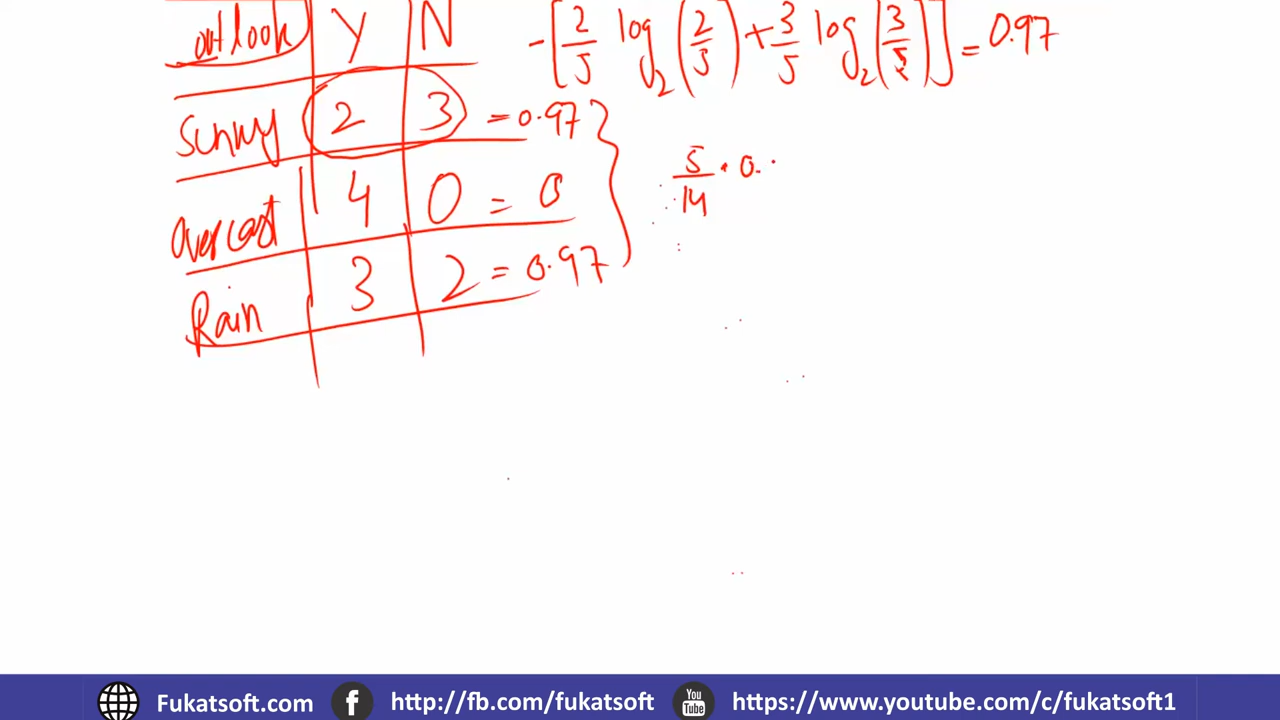 outlook Y N
-[2/5 log2(2/5) + 3/5 log2(3/5)] = 0.97
Sunny 2 3 = 0.97
5/14 · 0.
overcast 4 0 = 0
Rain 3 2 = 0.97
Fukatsoft.com
http://fb.com/fukatsoft
You Tube
https://www.youtube.com/c/fukatsoft1